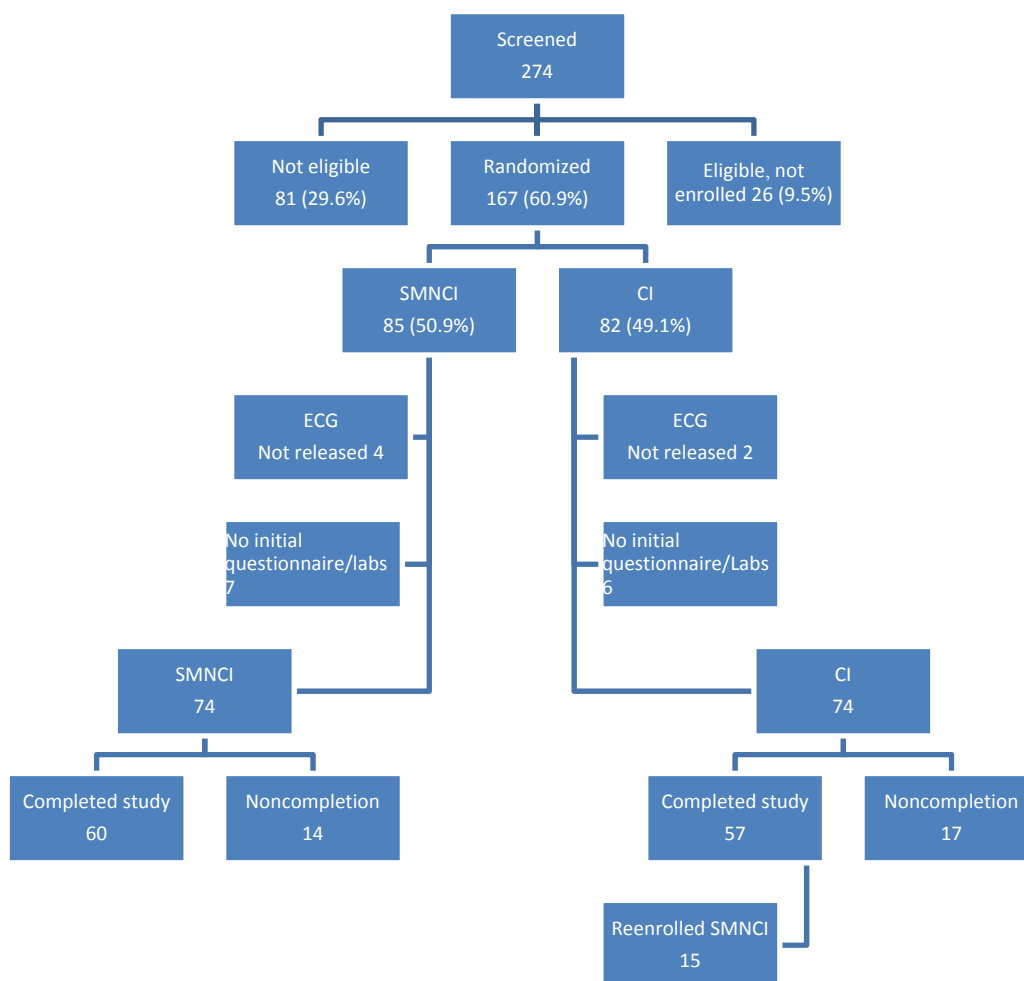 Screened
274
Not eligible
81 (29.6%)
Randomized
167 (60.9%)
Eligible, not
enrolled 26 (9.5%)
SMNCI
85 (50.9%)
CI
82 (49.1%)
ECG
Not released 4
ECG
Not released 2
No initial
questionnaire/labs
7
No initial
questionnaire/Labs
6
SMNCI
74
CI
74
Completed study
60
Noncompletion
14
Completed study
57
Noncompletion
17
Reenrolled SMNCI
15